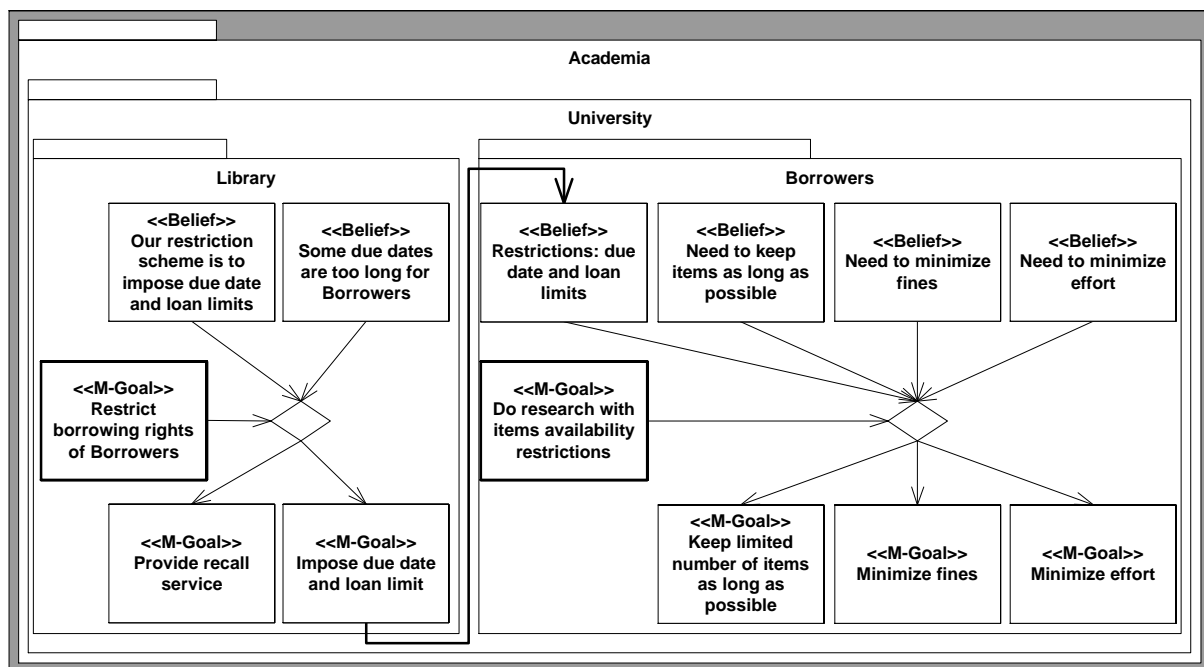 Academia
University
Library
Borrowers
<<Belief>>
Our restriction
scheme is to
impose due date
and loan limits
<<Belief>>
Some due dates
are too long for
Borrowers
<<M-Goal>>
Restrict
borrowing rights
of Borrowers
<<M-Goal>>
Provide recall
service
<<M-Goal>>
Impose due date
and loan limit
<<Belief>>
Restrictions: due
date and loan
limits
<<Belief>>
Need to keep
items as long as
possible
<<Belief>>
Need to minimize
fines
<<Belief>>
Need to minimize
effort
<<M-Goal>>
Do research with
items availability
restrictions
<<M-Goal>>
Keep limited
number of items
as long as
possible
<<M-Goal>>
Minimize fines
<<M-Goal>>
Minimize effort